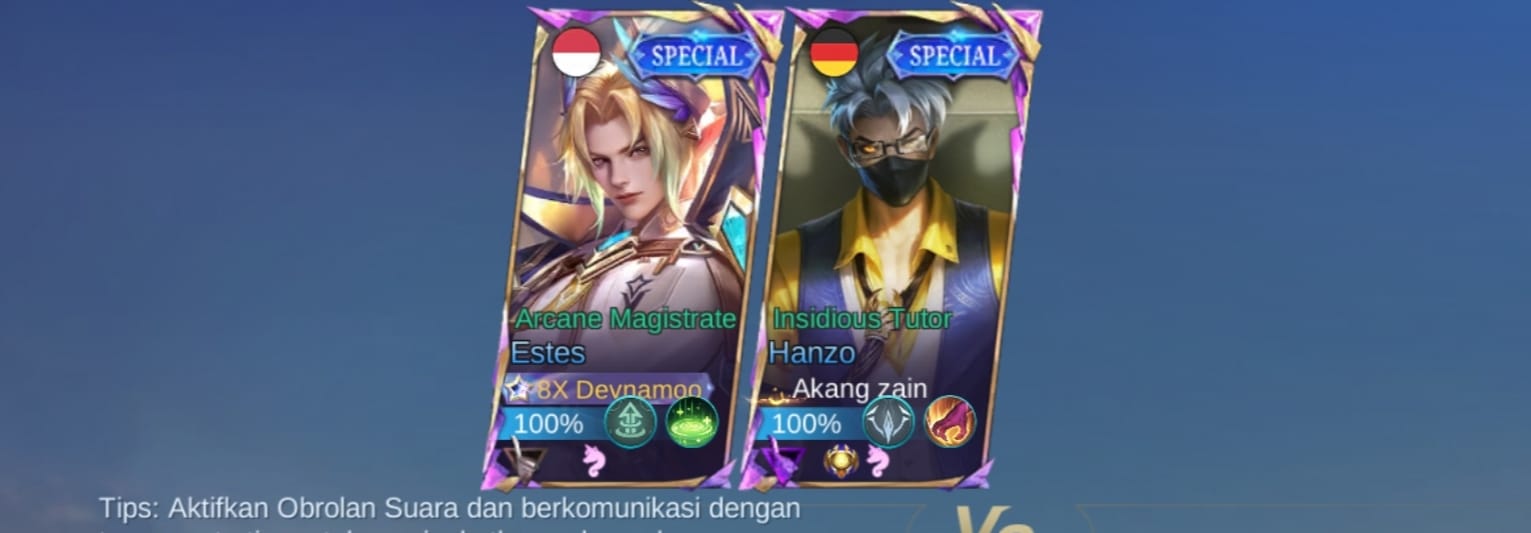 SPECIAL
SPECIAL
Arcane Magistrate
Estes
8X Devnamoo
100%
Insidious Tutor
Hanzo
Akang zain
100%
Tips: Aktifkan Obrolan Suara dan berkomunikasi dengan
Vs